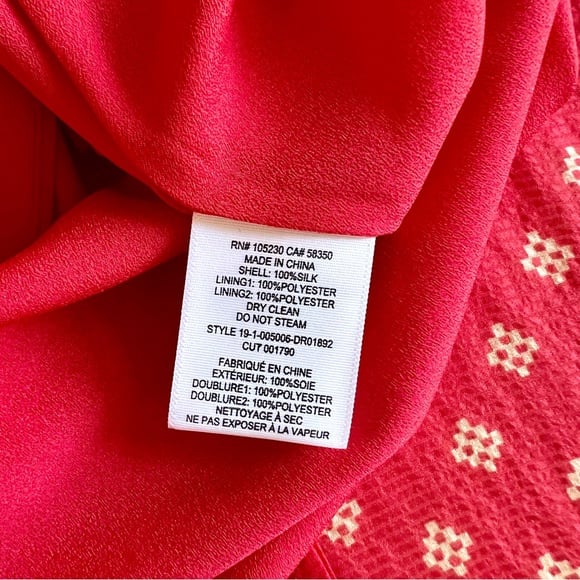 RN# 105230 CA# 58350
MADE IN CHINA
SHELL: 100%SILK
LINING1: 100%POLYESTER
LINING2: 100%POLYESTER
DRY CLEAN
DO NOT STEAM
STYLE 19-1-005006-DR01892
CUT 001790
FABRIQUÉ EN CHINE
EXTÉRIEUR: 100%SOIE
DOUBLURE1: 100%POLYESTER
DOUBLURE2: 100%POLYESTER
NETTOYAGE À SEC
NE PAS EXPOSER À LA VAPEUR